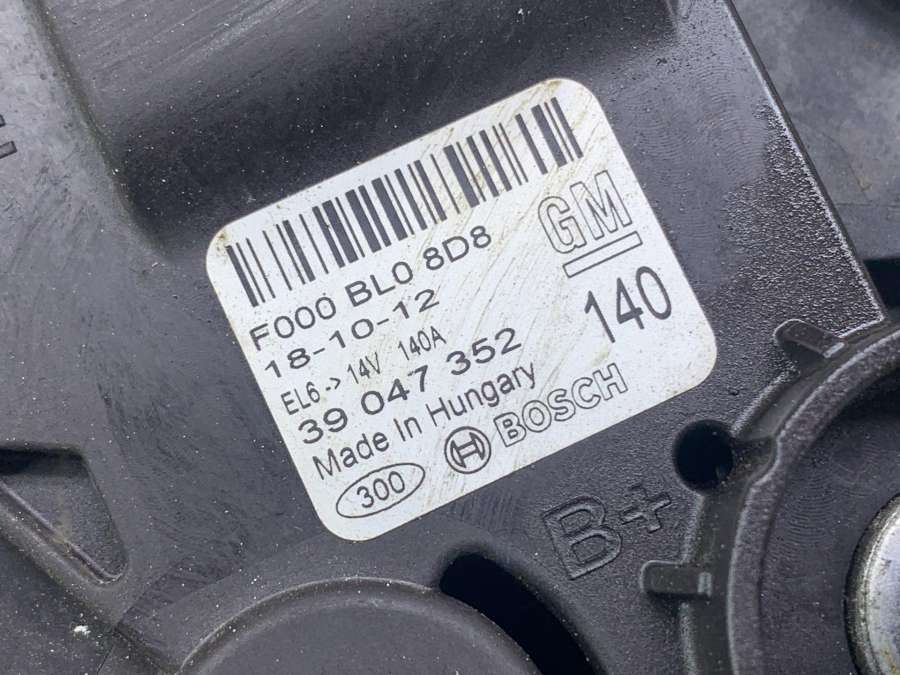 F000 BL0 8D8
GM
18-10-12
140
EL6 -> 14V 140A
39 047 352
Made In Hungary
300
BOSCH
B+